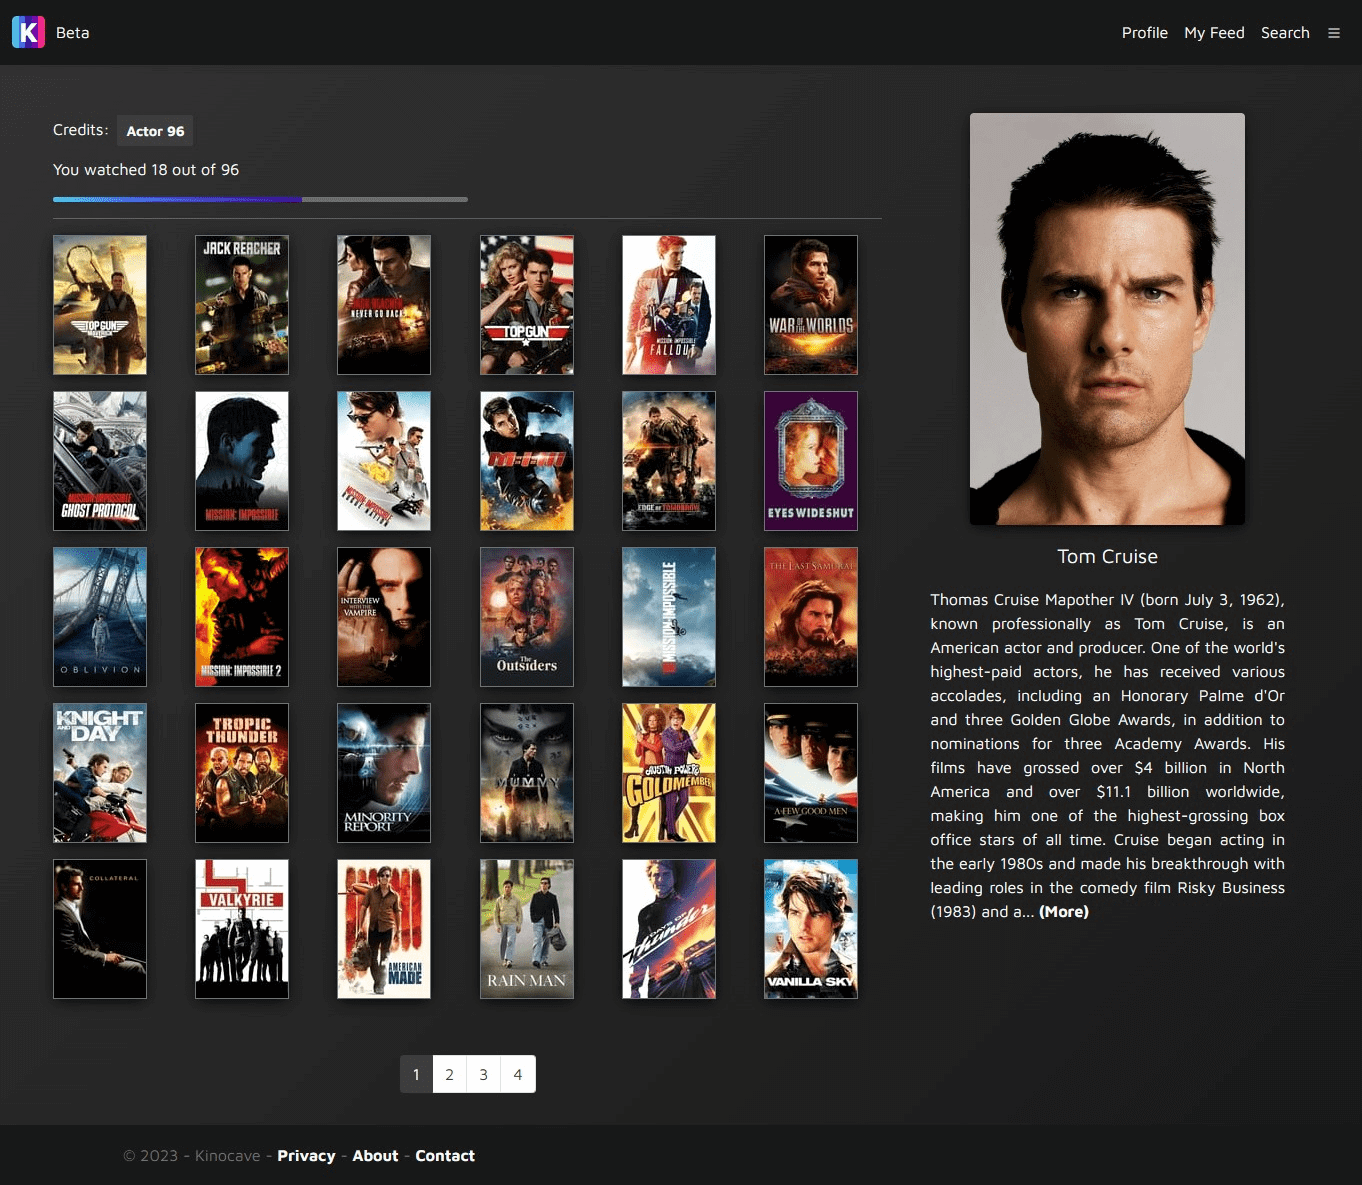 K Beta
Profile My Feed Search
Credits: Actor 96
You watched 18 out of 96
TOP GUN
MAVERICK
JACK REACHER
JACK REACHER
NEVER GO BACK
TOP GUN
MISSION: IMPOSSIBLE
FALLOUT
WAR OF THE WORLDS
MISSION: IMPOSSIBLE
GHOST PROTOCOL
MISSION: IMPOSSIBLE
MISSION: IMPOSSIBLE
ROGUE NATION
M:i:III
EDGE OF TOMORROW
EYES WIDE SHUT
OBLIVION
MISSION: IMPOSSIBLE 2
INTERVIEW
WITH THE
VAMPIRE
The
Outsiders
MISSION: IMPOSSIBLE
THE LAST SAMURAI
KNIGHT
AND DAY
TROPIC
THUNDER
MINORITY
REPORT
MUMMY
AUSTIN POWERS
GOLDMEMBER
A FEW GOOD MEN
COLLATERAL
VALKYRIE
AMERICAN
MADE
RAIN MAN
DAYS OF
Thunder
VANILLA SKY
Tom Cruise
Thomas Cruise Mapother IV (born July 3, 1962),
known professionally as Tom Cruise, is an
American actor and producer. One of the world's
highest-paid actors, he has received various
accolades, including an Honorary Palme d'Or
and three Golden Globe Awards, in addition to
nominations for three Academy Awards. His
films have grossed over $4 billion in North
America and over $11.1 billion worldwide,
making him one of the highest-grossing box
office stars of all time. Cruise began acting in
the early 1980s and made his breakthrough with
leading roles in the comedy film Risky Business
(1983) and a... (More)
1 2 3 4
© 2023 - Kinocave - Privacy - About - Contact